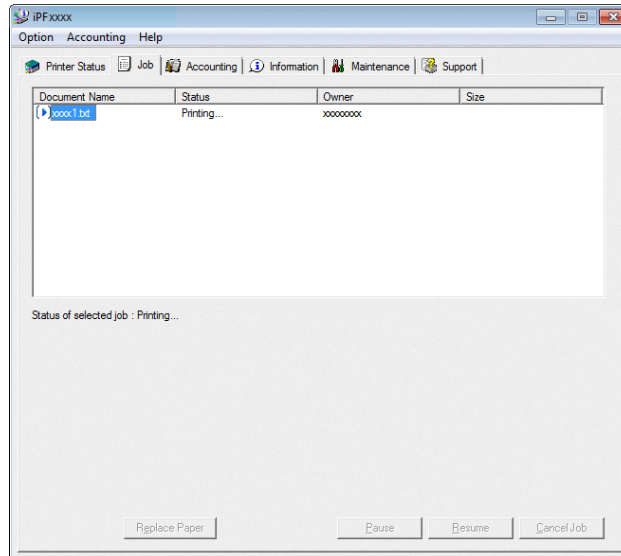 iPFxxxx
Option Accounting Help
Printer Status Job Accounting Information Maintenance Support
Document Name Status Owner Size
xxxx1.txt Printing... xxxxxxxx
Status of selected job : Printing...
Replace Paper Pause Resume Cancel Job